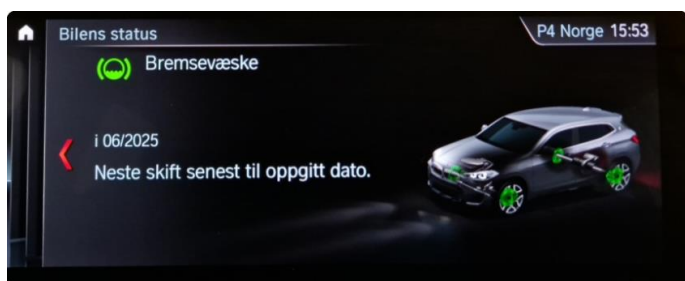 Bilens status
P4 Norge 15:53
Bremsevæske
i 06/2025
Neste skift senest til oppgitt dato.